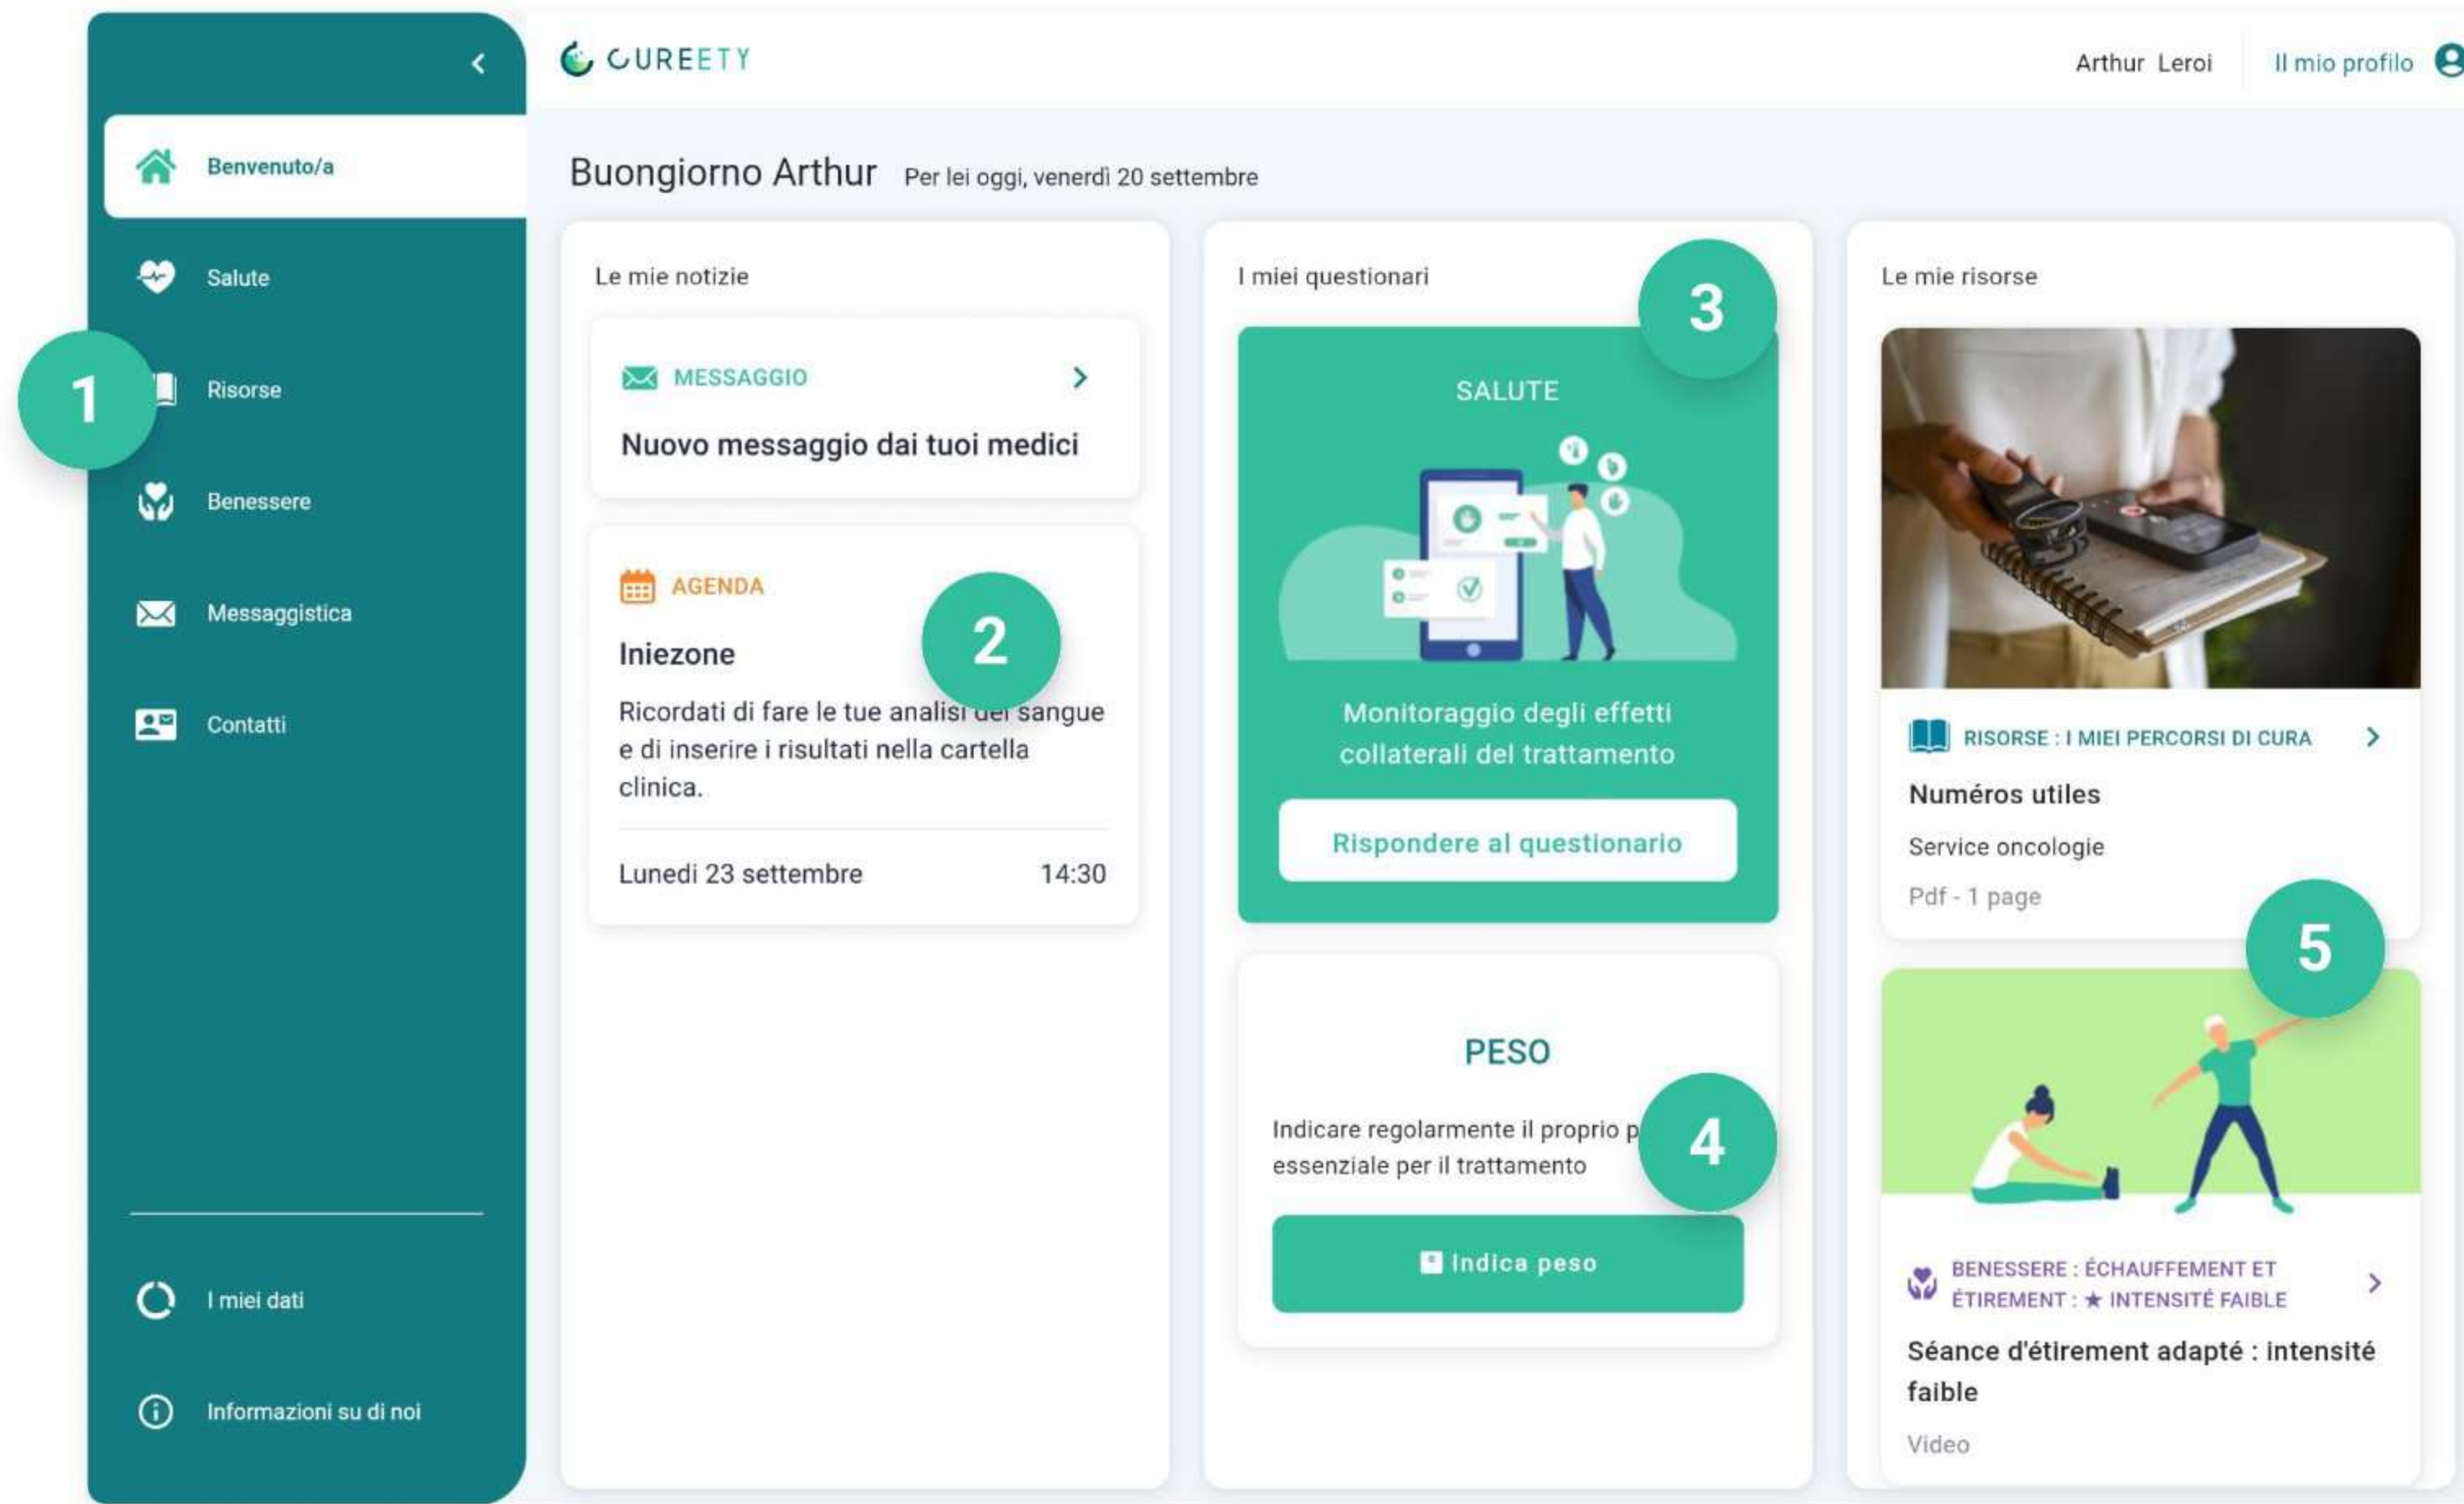 CUREETY
Arthur Leroi
Il mio profilo
Benvenuto/a
Salute
1
Risorse
Benessere
Messaggistica
Contatti
I miei dati
Informazioni su di noi
Buongiorno Arthur
Per lei oggi, venerdì 20 settembre
Le mie notizie
MESSAGGIO
Nuovo messaggio dai tuoi medici
AGENDA
2
Iniezone
Ricordati di fare le tue analisi del sangue
e di inserire i risultati nella cartella
clinica.
Lunedi 23 settembre
14:30
I miei questionari
3
SALUTE
Monitoraggio degli effetti
collaterali del trattamento
Rispondere al questionario
PESO
Indicare regolarmente il proprio
4
essenziale per il trattamento
Indica peso
Le mie risorse
RISORSE : I MIEI PERCORSI DI CURA
Numéros utiles
Service oncologie
Pdf - 1 page
5
BENESSERE : ÉCHAUFFEMENT ET
ÉTIREMENT : ★ INTENSITÉ FAIBLE
Séance d'étirement adapté : intensité
faible
Video